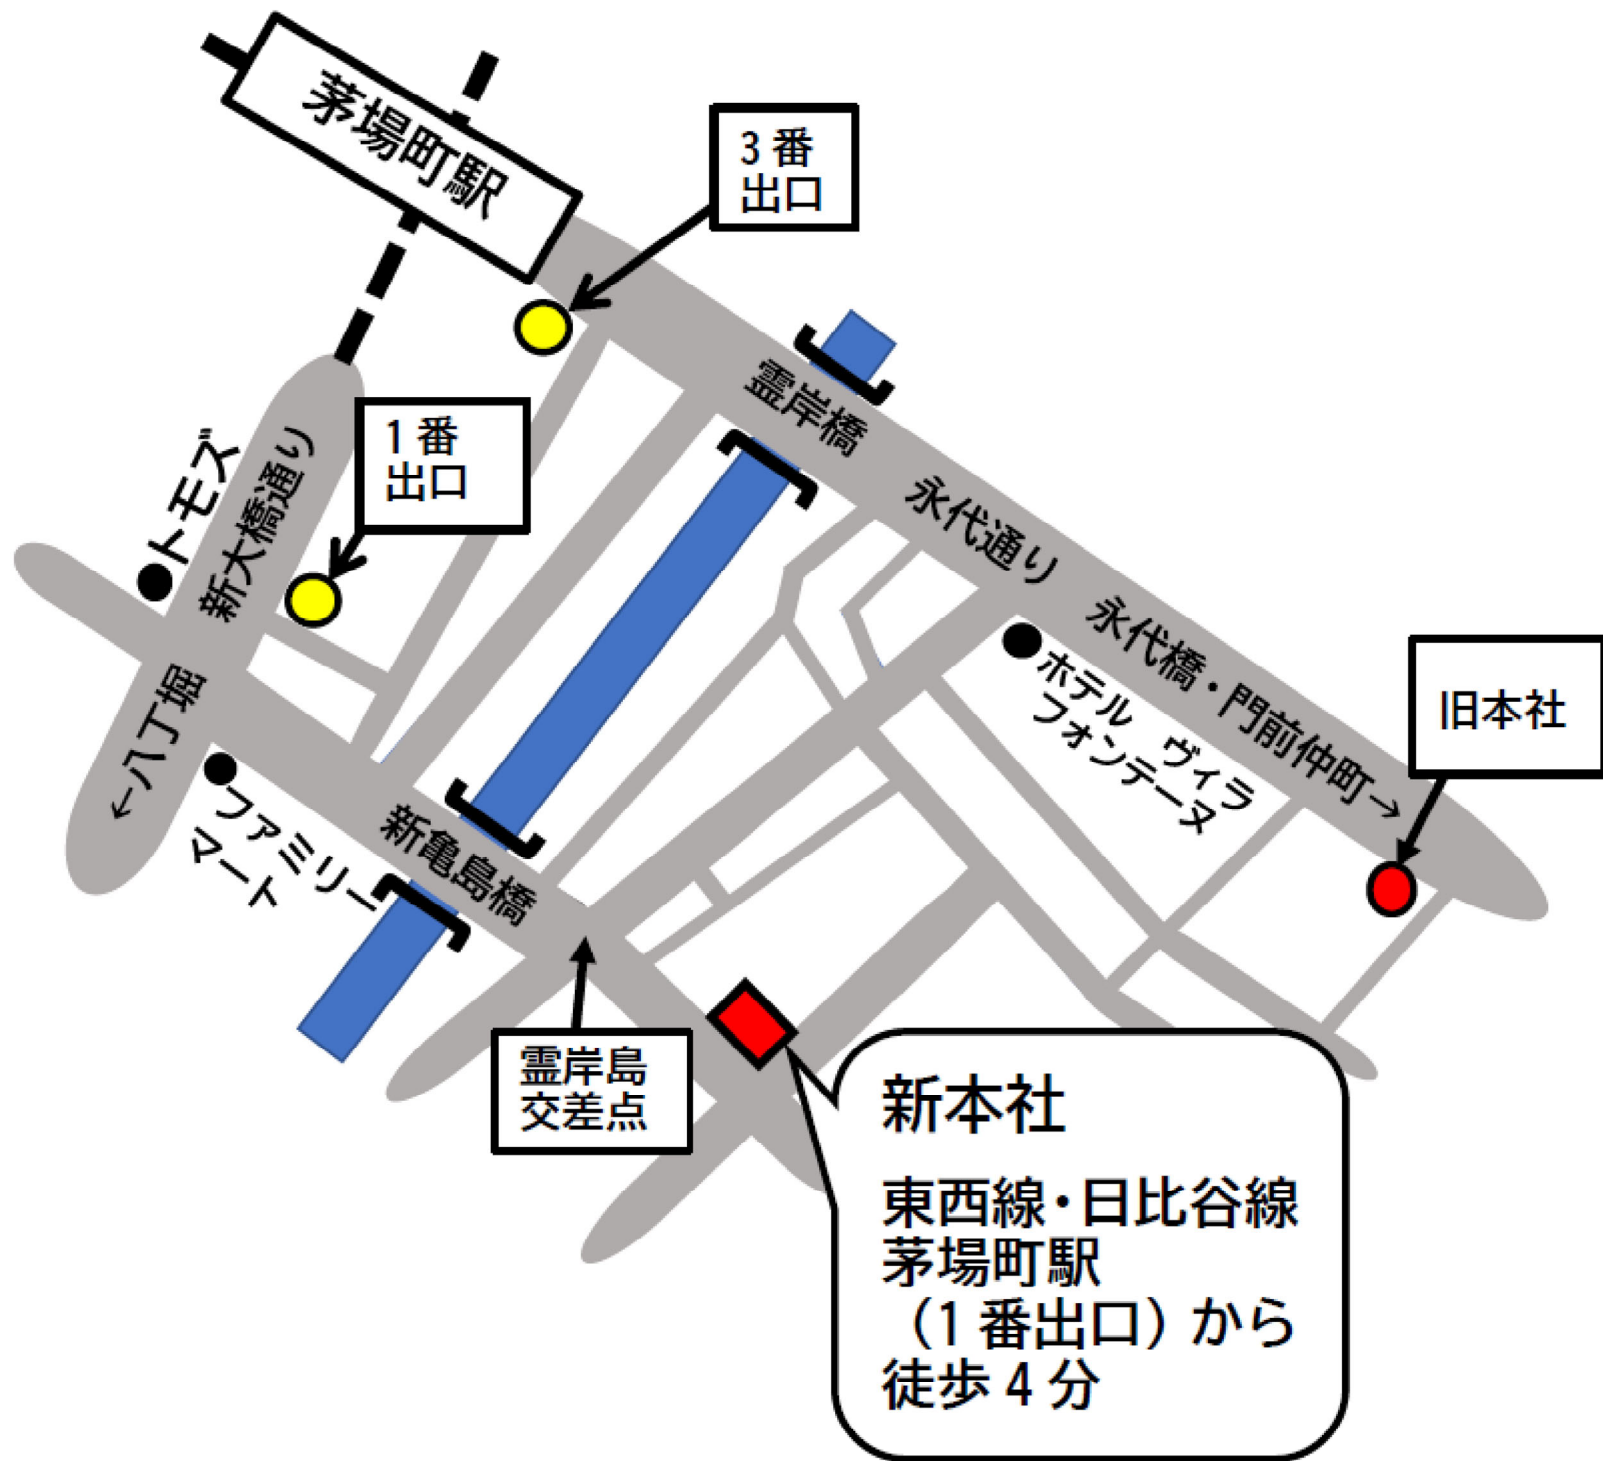 茅場町駅
3番
出口
霊岸橋
1番
出口
トモズ
新大橋通り
永代通り
永代橋・門前仲町→
旧本社
ホテル ヴィラ
フォンテーヌ
←八丁堀
ファミリー
マート
新亀島橋
霊岸島
交差点
新本社
東西線・日比谷線
茅場町駅
（1番出口）から
徒歩4分